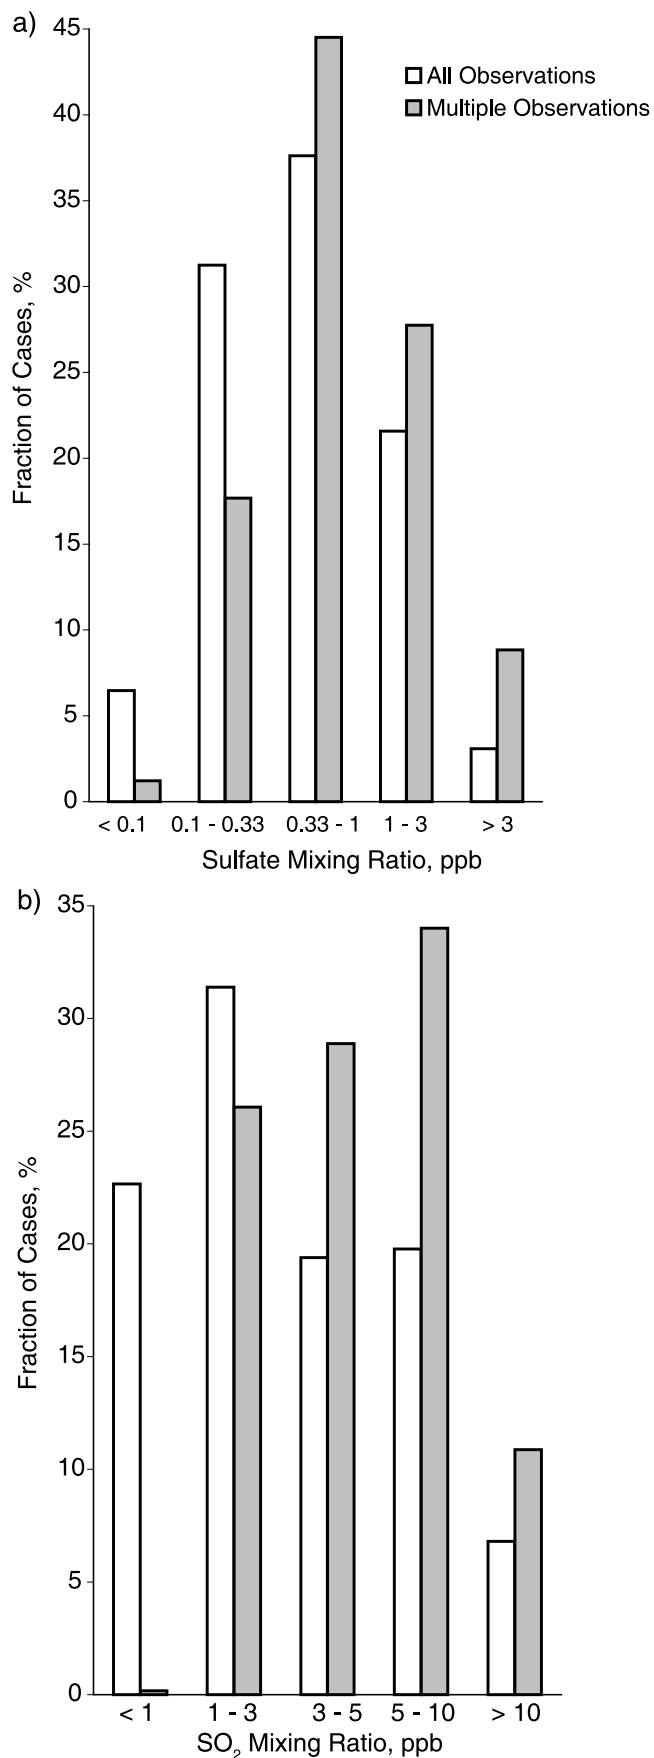 a)
45
All Observations
Multiple Observations
40
35
30
25
20
15
10
5
0
Fraction of Cases, %
< 0.1 0.1 - 0.33 0.33 - 1 1 - 3 > 3
Sulfate Mixing Ratio, ppb
b)
35
30
25
20
15
10
5
0
Fraction of Cases, %
< 1 1 - 3 3 - 5 5 - 10 > 10
SO₂ Mixing Ratio, ppb